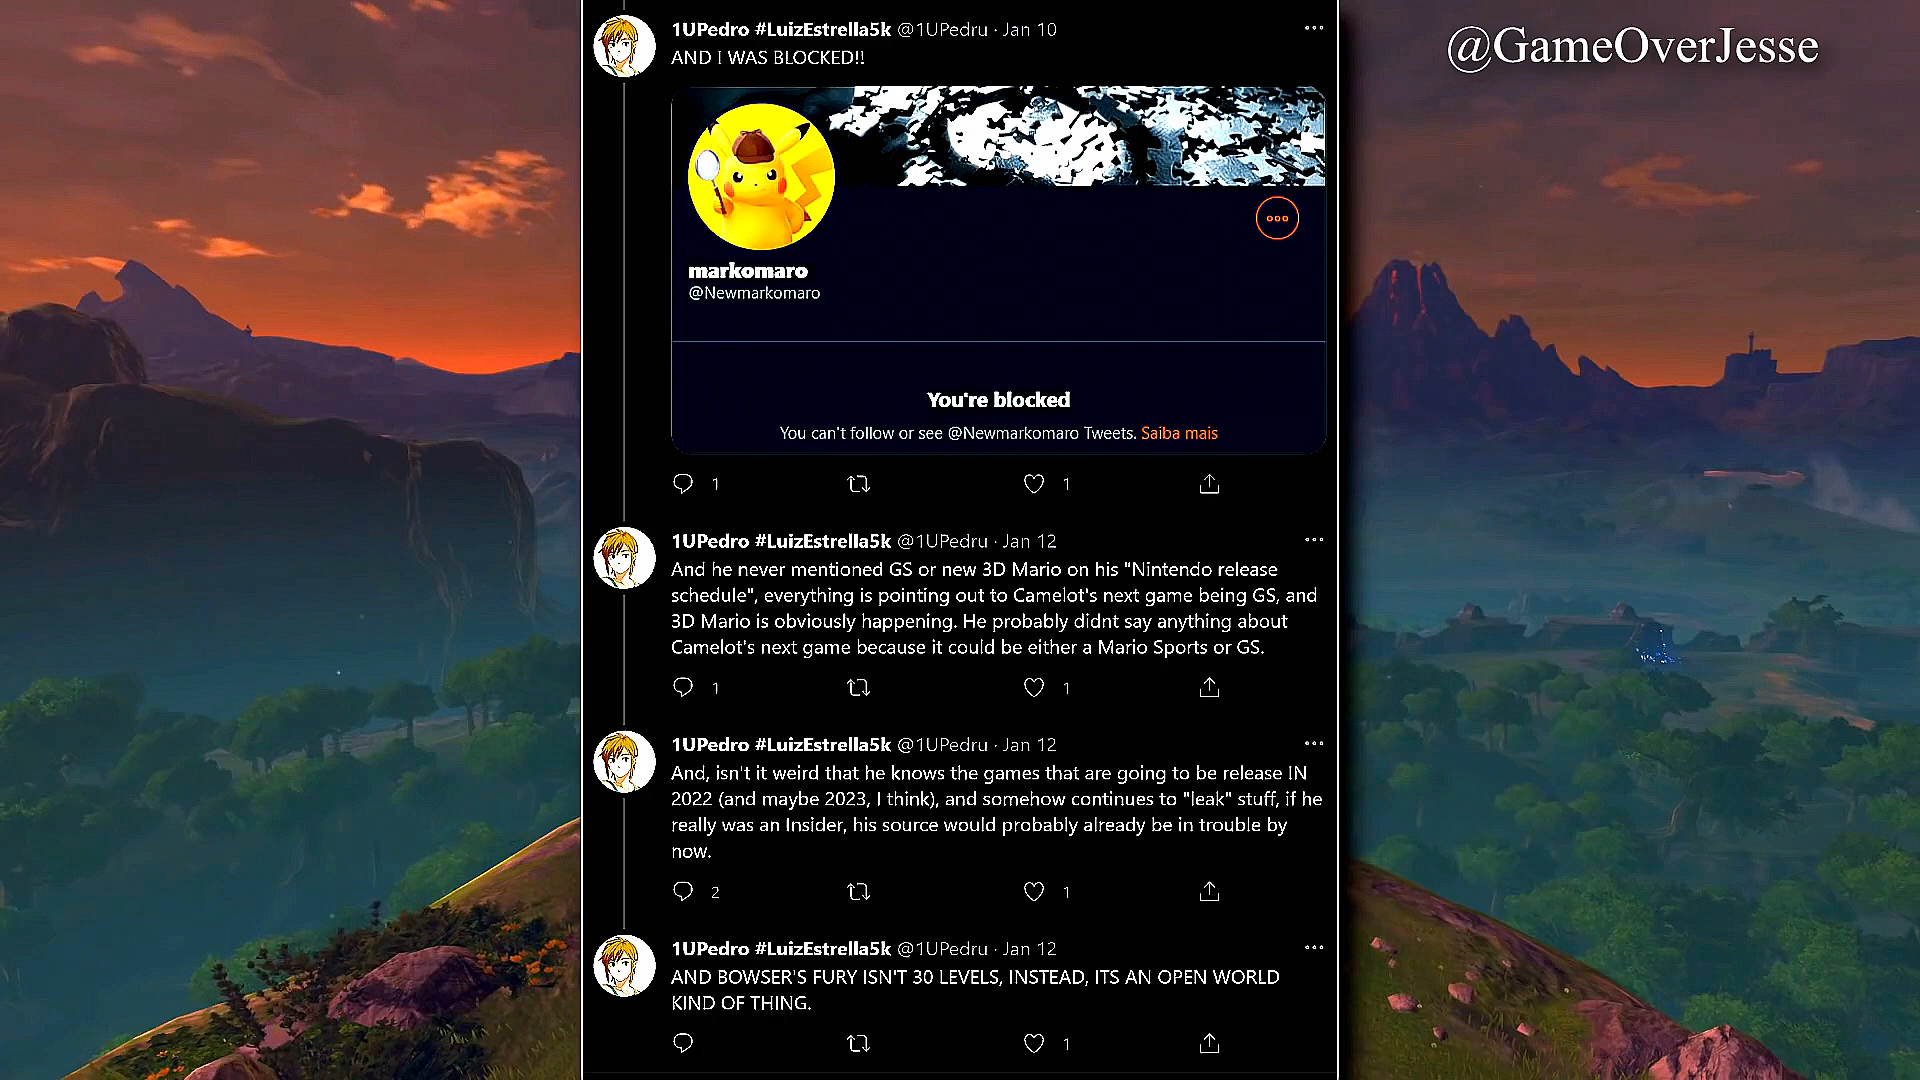 @GameOverJesse
1UPedro #LuizEstrella5k @1UPedru · Jan 10
AND I WAS BLOCKED!!
markomaro
@Newmarkomaro
You're blocked
You can't follow or see @Newmarkomaro Tweets. Saiba mais
1 1
1UPedro #LuizEstrella5k @1UPedru · Jan 12
And he never mentioned GS or new 3D Mario on his "Nintendo release
schedule", everything is pointing out to Camelot's next game being GS, and
3D Mario is obviously happening. He probably didnt say anything about
Camelot's next game because it could be either a Mario Sports or GS.
1 1
1UPedro #LuizEstrella5k @1UPedru · Jan 12
And, isn't it weird that he knows the games that are going to be release IN
2022 (and maybe 2023, I think), and somehow continues to "leak" stuff, if he
really was an Insider, his source would probably already be in trouble by
now.
2 1
1UPedro #LuizEstrella5k @1UPedru · Jan 12
AND BOWSER'S FURY ISN'T 30 LEVELS, INSTEAD, ITS AN OPEN WORLD
KIND OF THING.
1